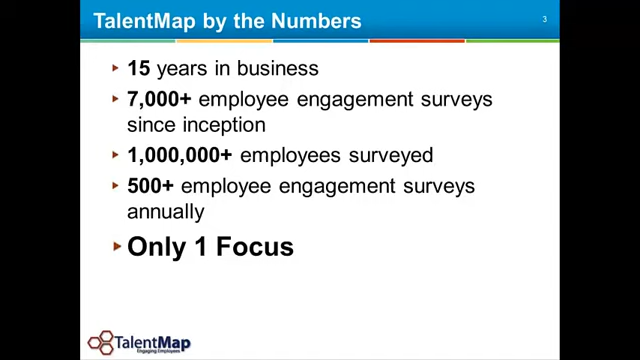 TalentMap by the Numbers
3
15 years in business
7,000+ employee engagement surveys
since inception
1,000,000+ employees surveyed
500+ employee engagement surveys
annually
Only 1 Focus
TalentMap
Engaging Employees